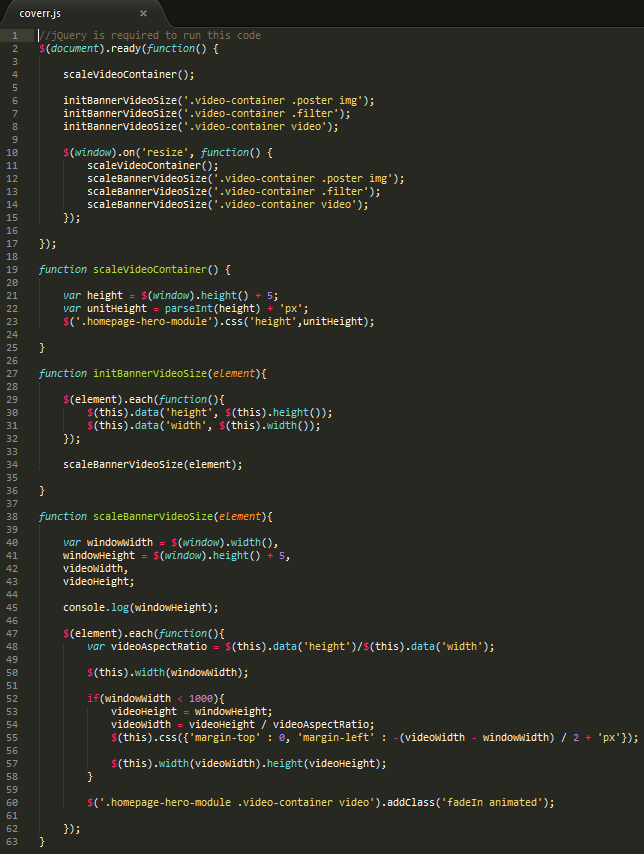 coverr.js ×
1 //jQuery is required to run this code
2 $(document).ready(function() {
3
4     scaleVideoContainer();
5
6     initBannerVideoSize('.video-container .poster img');
7     initBannerVideoSize('.video-container .filter');
8     initBannerVideoSize('.video-container video');
9
10     $(window).on('resize', function() {
11         scaleVideoContainer();
12         scaleBannerVideoSize('.video-container .poster img');
13         scaleBannerVideoSize('.video-container .filter');
14         scaleBannerVideoSize('.video-container video');
15     });
16
17 });
18
19 function scaleVideoContainer() {
20
21     var height = $(window).height() + 5;
22     var unitHeight = parseInt(height) + 'px';
23     $('.homepage-hero-module').css('height',unitHeight);
24
25 }
26
27 function initBannerVideoSize(element){
28
29     $(element).each(function(){
30         $(this).data('height', $(this).height());
31         $(this).data('width', $(this).width());
32     });
33
34     scaleBannerVideoSize(element);
35
36 }
37
38 function scaleBannerVideoSize(element){
39
40     var windowWidth = $(window).width(),
41     windowHeight = $(window).height() + 5,
42     videoWidth,
43     videoHeight;
44
45     console.log(windowHeight);
46
47     $(element).each(function(){
48         var videoAspectRatio = $(this).data('height')/$(this).data('width');
49
50         $(this).width(windowWidth);
51
52         if(windowWidth < 1000){
53             videoHeight = windowHeight;
54             videoWidth = videoHeight / videoAspectRatio;
55             $(this).css({'margin-top' : 0, 'margin-left' : -(videoWidth - windowWidth) / 2 + 'px'});
56
57             $(this).width(videoWidth).height(videoHeight);
58         }
59
60         $('.homepage-hero-module .video-container video').addClass('fadeIn animated');
61
62     });
63 }